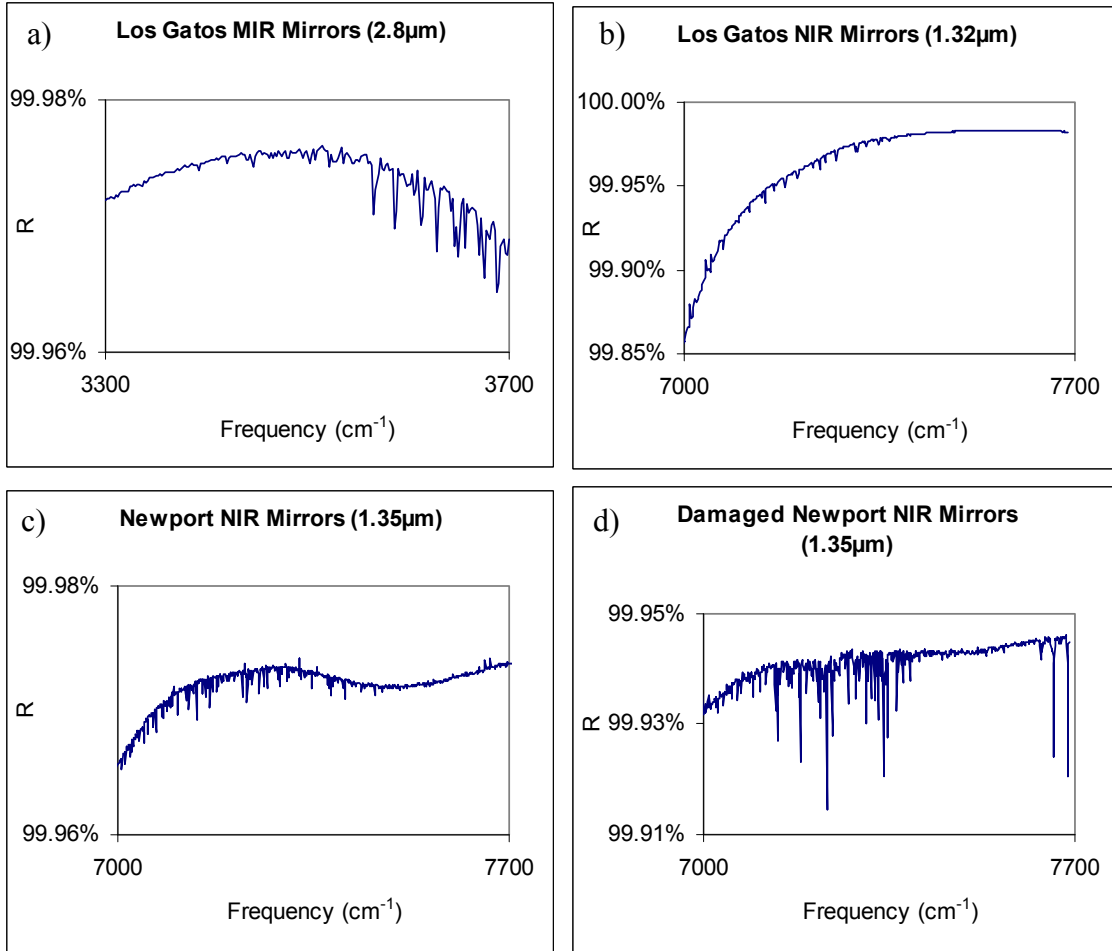 a)
Los Gatos MIR Mirrors (2.8µm)
99.98%
R
99.96%
3300
3700
Frequency (cm⁻¹)
b)
Los Gatos NIR Mirrors (1.32µm)
100.00%
99.95%
R
99.90%
99.85%
7000
7700
Frequency (cm⁻¹)
c)
Newport NIR Mirrors (1.35µm)
99.98%
R
99.96%
7000
7700
Frequency (cm⁻¹)
d)
Damaged Newport NIR Mirrors
(1.35µm)
99.95%
99.93%
R
99.91%
7000
7700
Frequency (cm⁻¹)